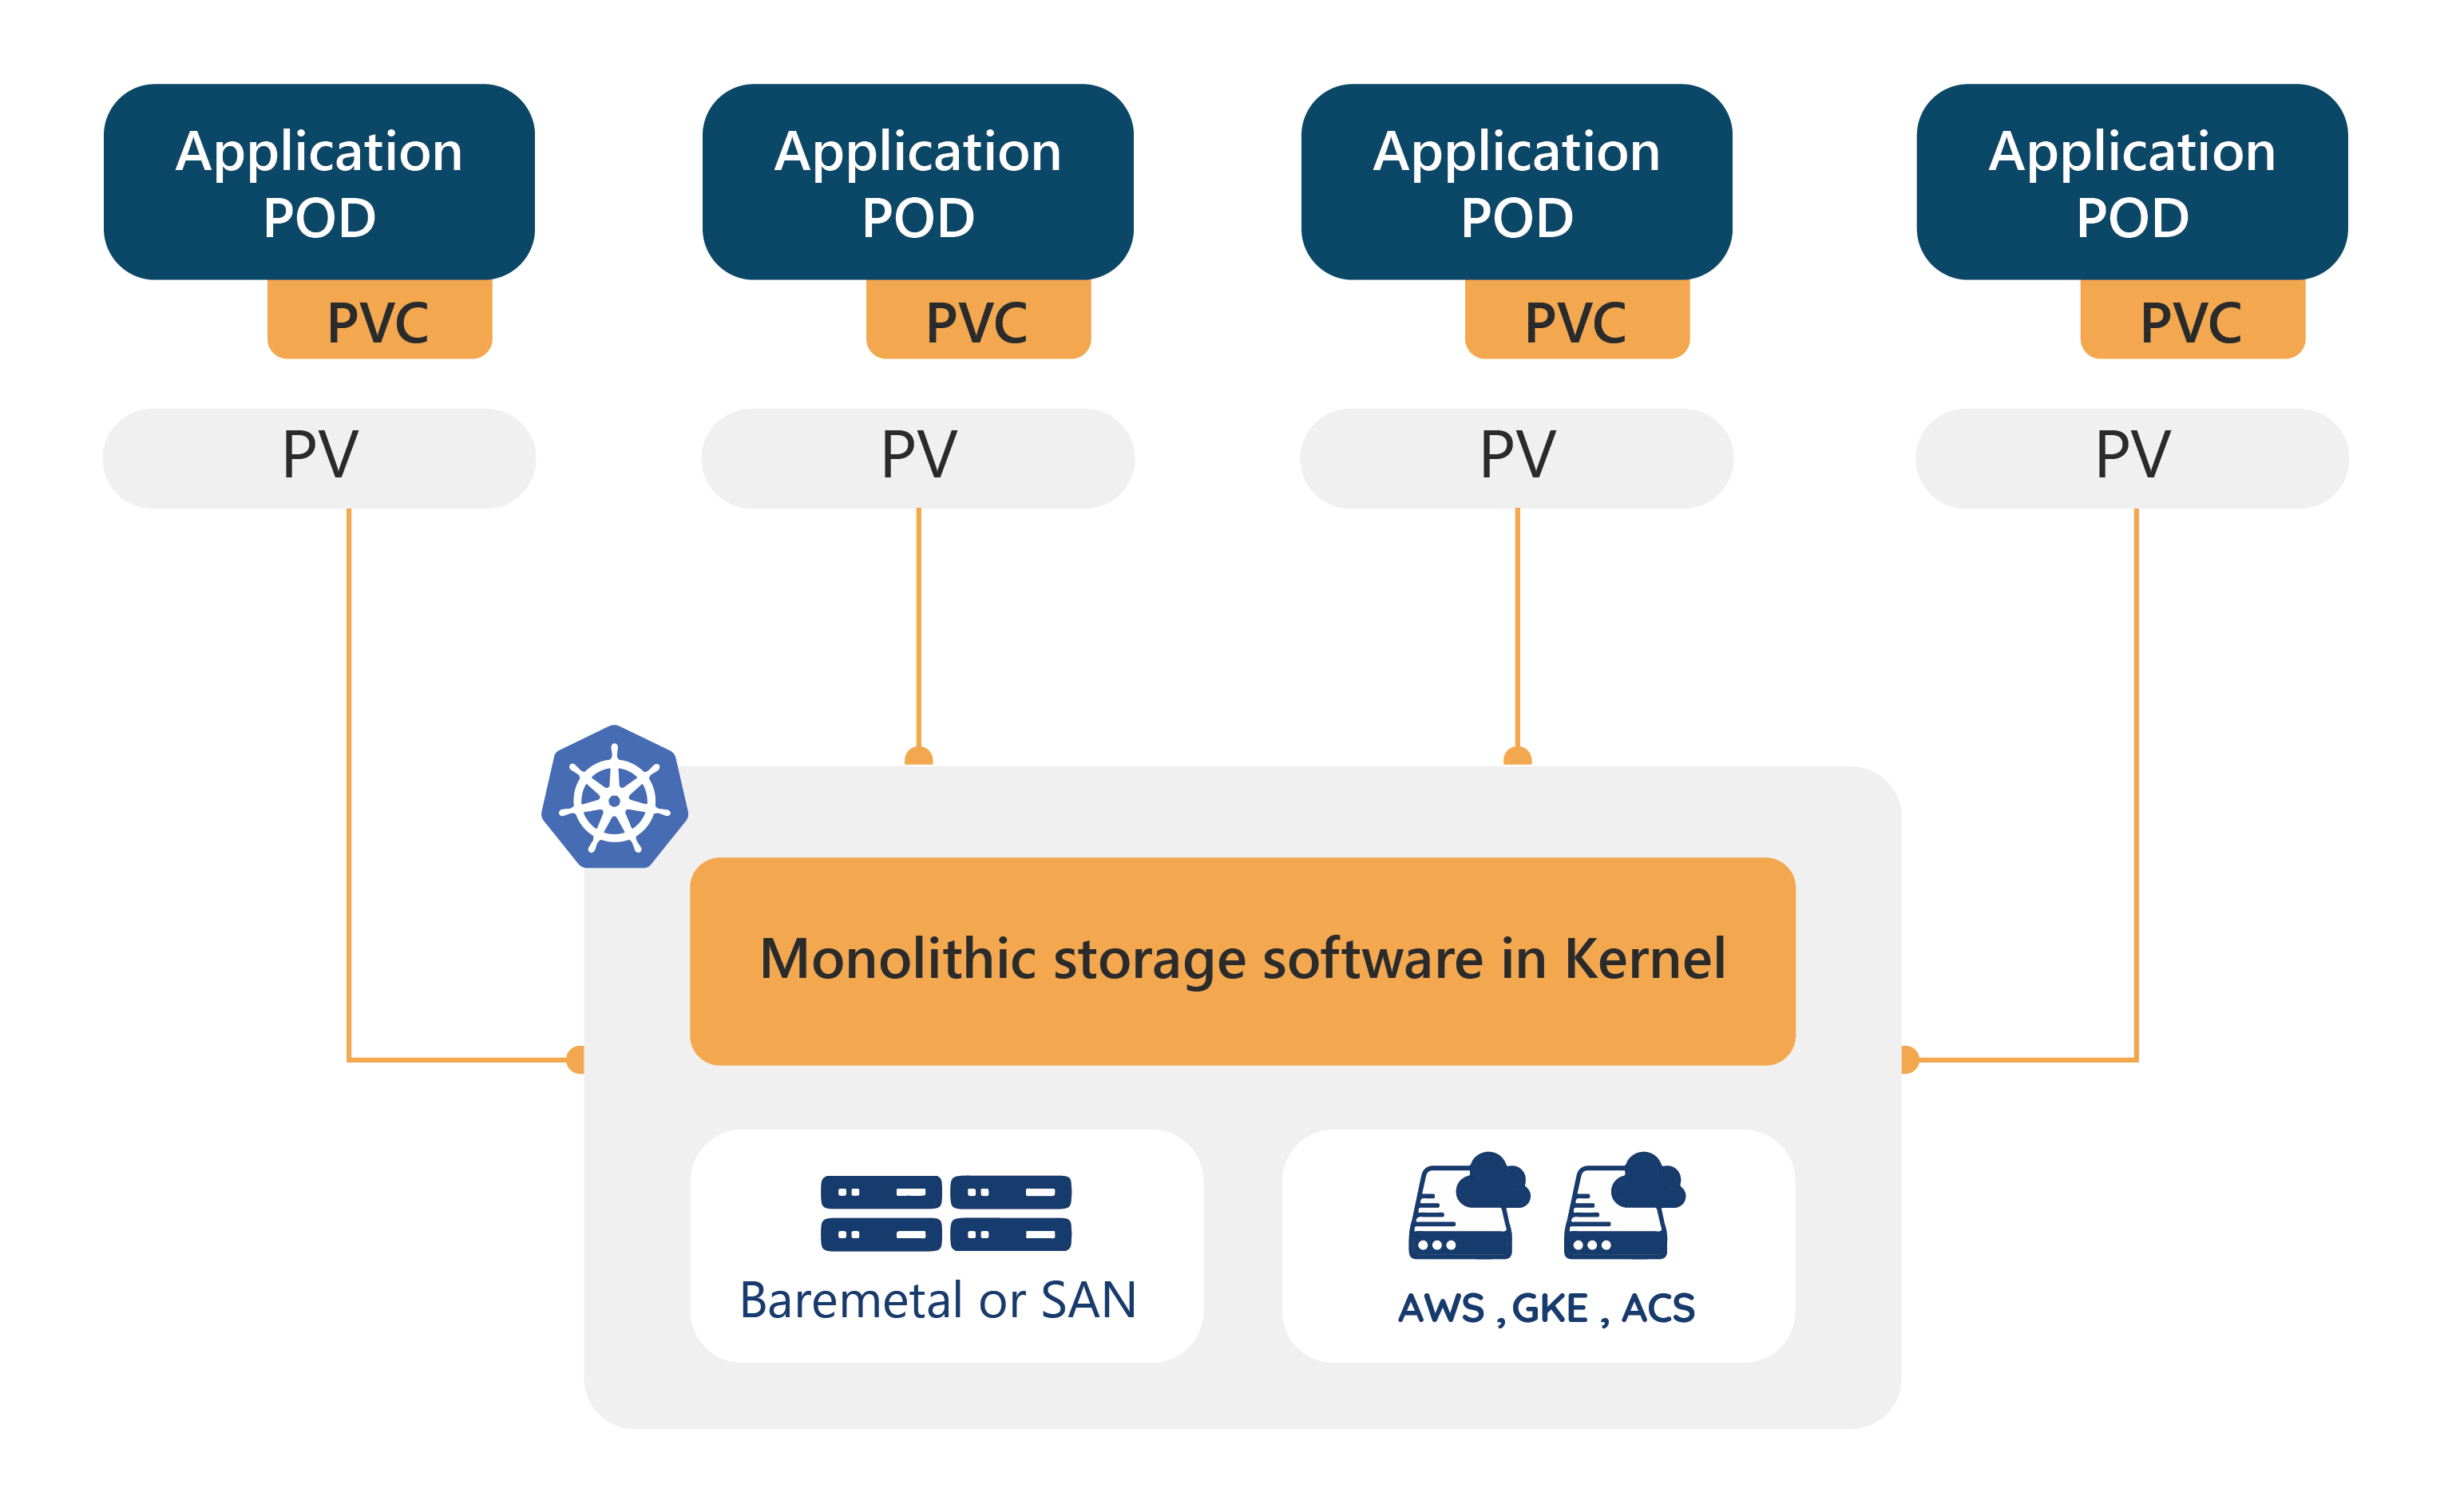 Application
POD
Application
POD
Application
POD
Application
POD
PVC
PVC
PVC
PVC
PV
PV
PV
PV
Monolithic storage software in Kernel
Baremetal or SAN
AWS ,GKE , ACS